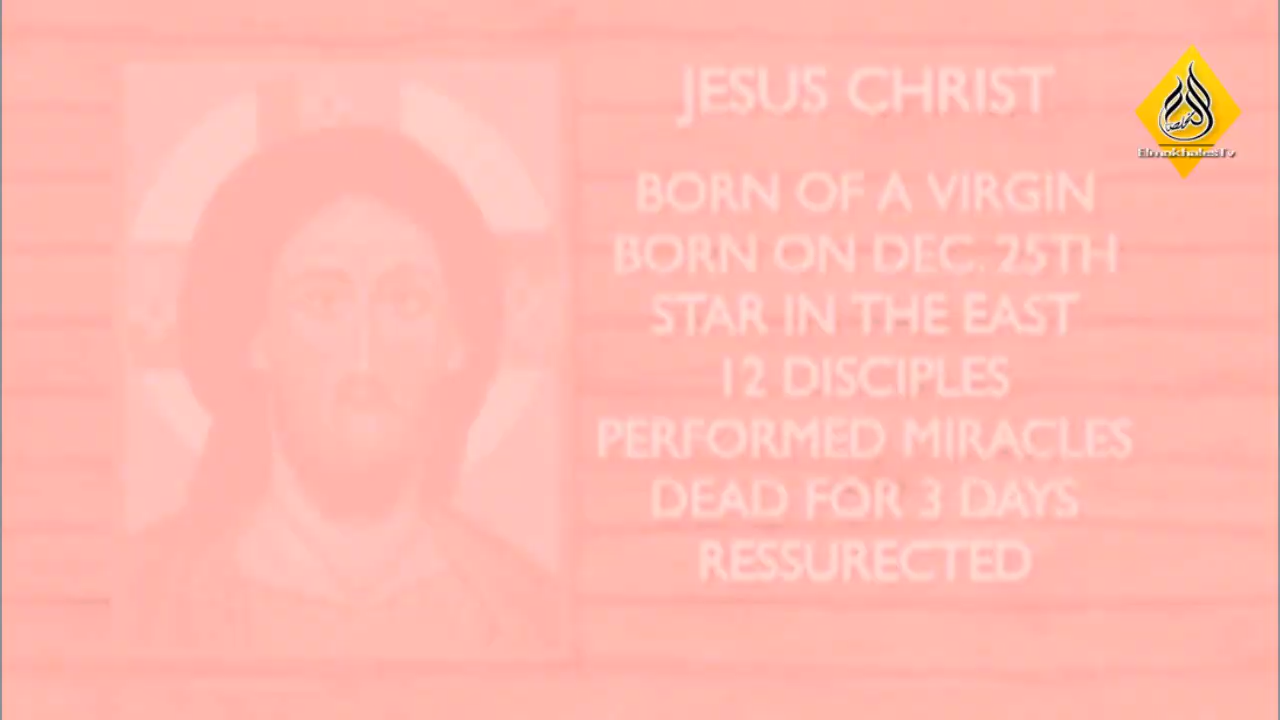 JESUS CHRIST
BORN OF A VIRGIN
BORN ON DEC. 25TH
STAR IN THE EAST
12 DISCIPLES
PERFORMED MIRACLES
DEAD FOR 3 DAYS
RESSURECTED
ElmokhalesTv